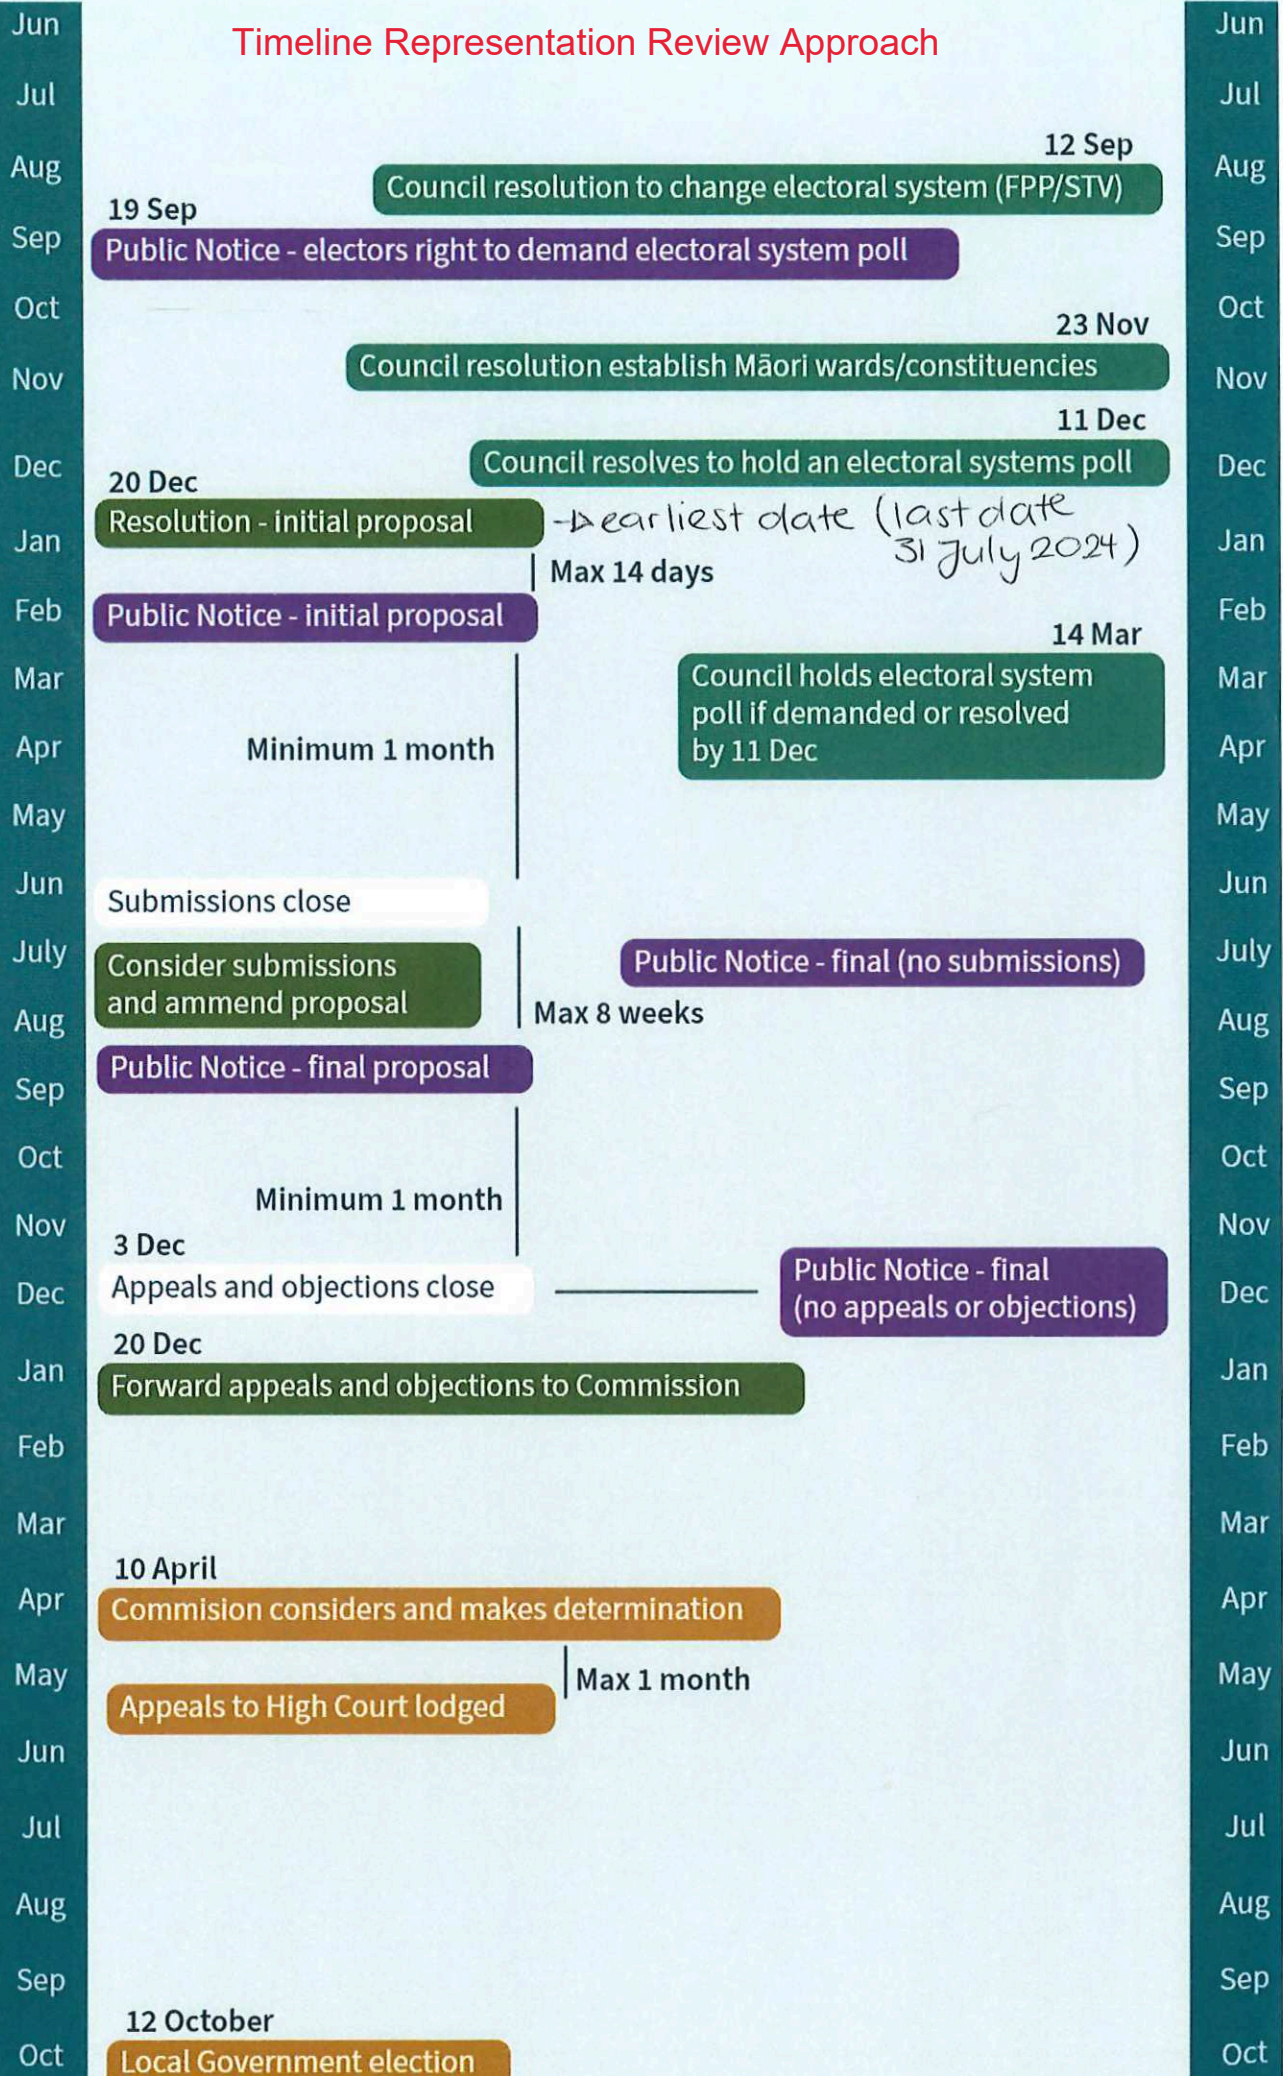 Timeline Representation Review Approach
Jun
Jul
Aug
Sep
Oct
Nov
Dec
Jan
Feb
Mar
Apr
May
Jun
July
Aug
Sep
Oct
Nov
Dec
Jan
Feb
Mar
Apr
May
Jun
Jul
Aug
Sep
Oct
12 Sep
Council resolution to change electoral system (FPP/STV)
19 Sep
Public Notice - electors right to demand electoral system poll
23 Nov
Council resolution establish Māori wards/constituencies
11 Dec
Council resolves to hold an electoral systems poll
20 Dec
Resolution - initial proposal
→ earliest date (last date
31 July 2024)
Max 14 days
Public Notice - initial proposal
14 Mar
Council holds electoral system
poll if demanded or resolved
by 11 Dec
Minimum 1 month
Submissions close
Consider submissions
and ammend proposal
Public Notice - final (no submissions)
Max 8 weeks
Public Notice - final proposal
Minimum 1 month
3 Dec
Appeals and objections close
Public Notice - final
(no appeals or objections)
20 Dec
Forward appeals and objections to Commission
10 April
Commision considers and makes determination
Max 1 month
Appeals to High Court lodged
12 October
Local Government election
Jun
Jul
Aug
Sep
Oct
Nov
Dec
Jan
Feb
Mar
Apr
May
Jun
July
Aug
Sep
Oct
Nov
Dec
Jan
Feb
Mar
Apr
May
Jun
Jul
Aug
Sep
Oct